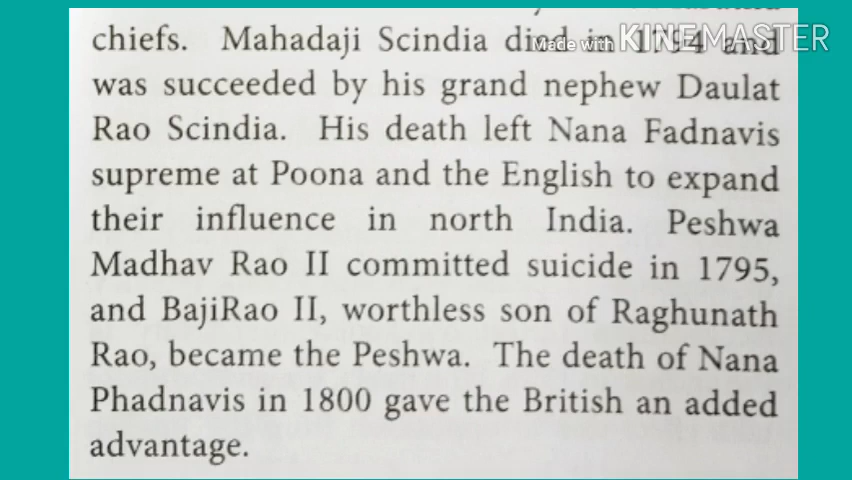 chiefs. Mahadaji Scindia died in 1794 and
Made with KINEMASTER
was succeeded by his grand nephew Daulat
Rao Scindia. His death left Nana Fadnavis
supreme at Poona and the English to expand
their influence in north India. Peshwa
Madhav Rao II committed suicide in 1795,
and BajiRao II, worthless son of Raghunath
Rao, became the Peshwa. The death of Nana
Phadnavis in 1800 gave the British an added
advantage.